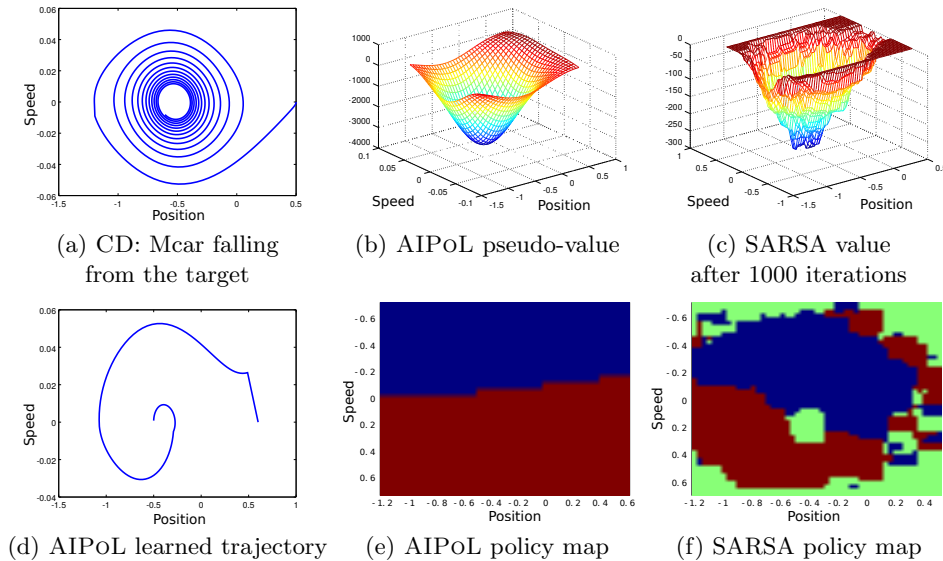 0.06
0.04
0.02
0
0.02
0.04
0.06
Speed
-1.5 -1 -0.5 0 0.5
Position
(a) CD: Mcar falling
from the target
1000
0
-1000
-2000
-3000
-4000
0.1 0.05 0 -0.05 -0.1
Speed
-1.5 -1 -0.5 0 0.5 1
Position
(b) AIPOL pseudo-value
0
-50
-100
-150
-200
-250
300
1 0.5 0 -0.5 -1
Speed
-1.5 -1 -0.5 0
Position
(c) SARSA value
after 1000 iterations
0.06
0.04
0.02
0
0.02
0.04
Speed
-1.5 -1 -0.5 0 0.5 1
Position
(d) AIPOL learned trajectory
- 0.6
- 0.4
- 0.2
0
0.2
0.4
0.6
Speed
-1.2 -1 -0.8 -0.6 -0.4 -0.2 0 0.2 0.4 0.6
Position
(e) AIPOL policy map
- 0.6
- 0.4
- 0.2
0
0.2
0.4
0.6
Speed
-1.2 -1 -0.8 -0.6 -0.4 -0.2 0 0.2 0.4
Position
(f) SARSA policy map